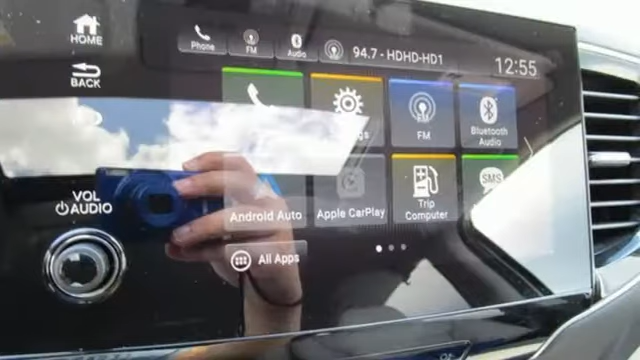 HOME
BACK
Phone
FM
Audio
94.7 - HDHD-HD1
12:55
FM
Bluetooth
Audio
VOL
AUDIO
Android Auto
Apple CarPlay
Trip
Computer
SMS
All Apps